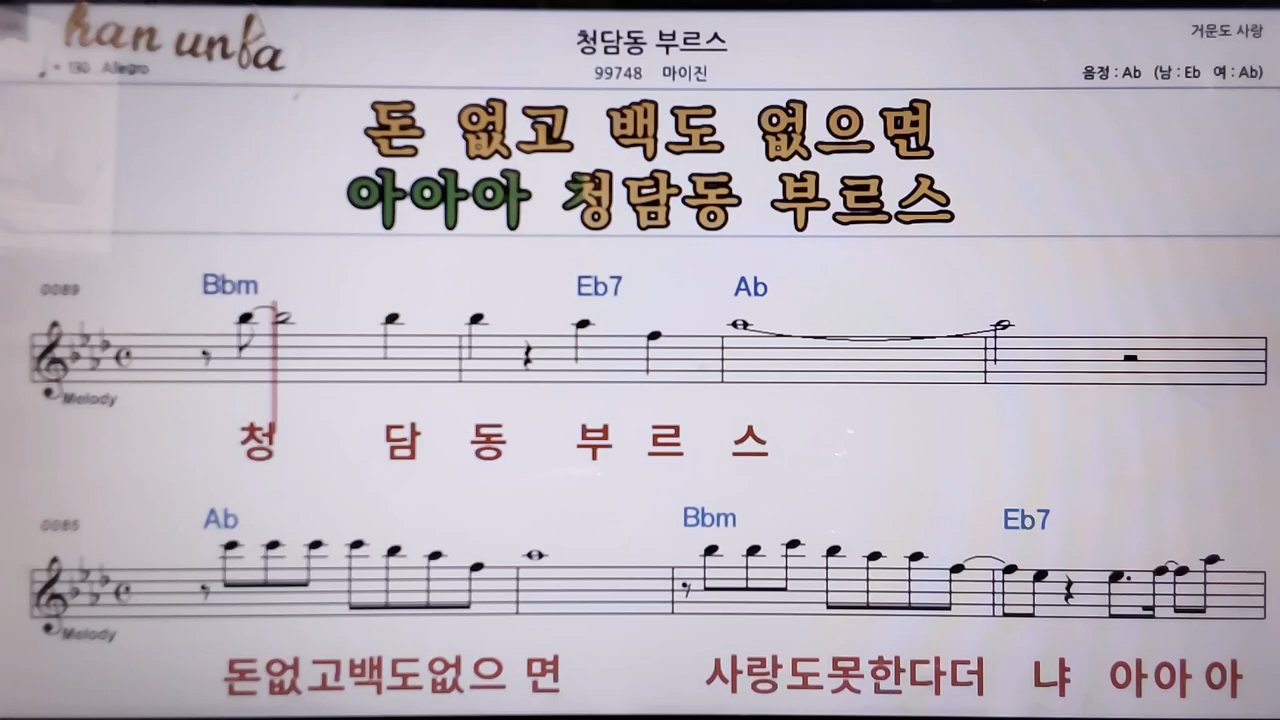 han unba
청담동 부르스
거문도 사랑
♩= 130 Allegro
99748 마이진
음정 : Ab (남 : Eb 여 : Ab)
돈 없고 백도 없으면
아아아 청담동 부르스
0089
Bbm Eb7 Ab
Melody
청 담 동 부 르 스
0085
Ab Bbm Eb7
Melody
돈없고백도없으 면 사랑도못한다더 냐 아아 아